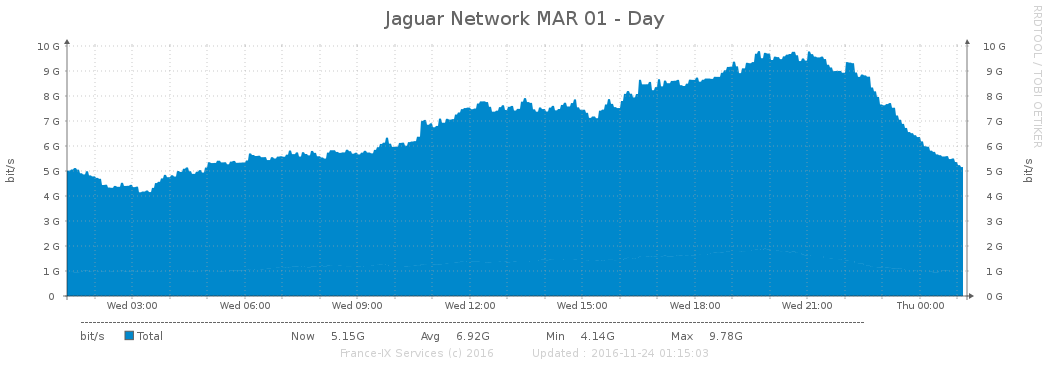 Jaguar Network MAR 01 - Day
RRDTOOL / TOBI OETIKER
10 G 10 G
9 G 9 G
8 G 8 G
7 G 7 G
6 G 6 G
5 G 5 G
4 G 4 G
3 G 3 G
2 G 2 G
1 G 1 G
0 0 G
bit/s
bit/s
Wed 03:00 Wed 06:00 Wed 09:00 Wed 12:00 Wed 15:00 Wed 18:00 Wed 21:00 Thu 00:00
bit/s Total Now 5.15G Avg 6.92G Min 4.14G Max 9.78G
France-IX Services (c) 2016 Updated : 2016-11-24 01:15:03